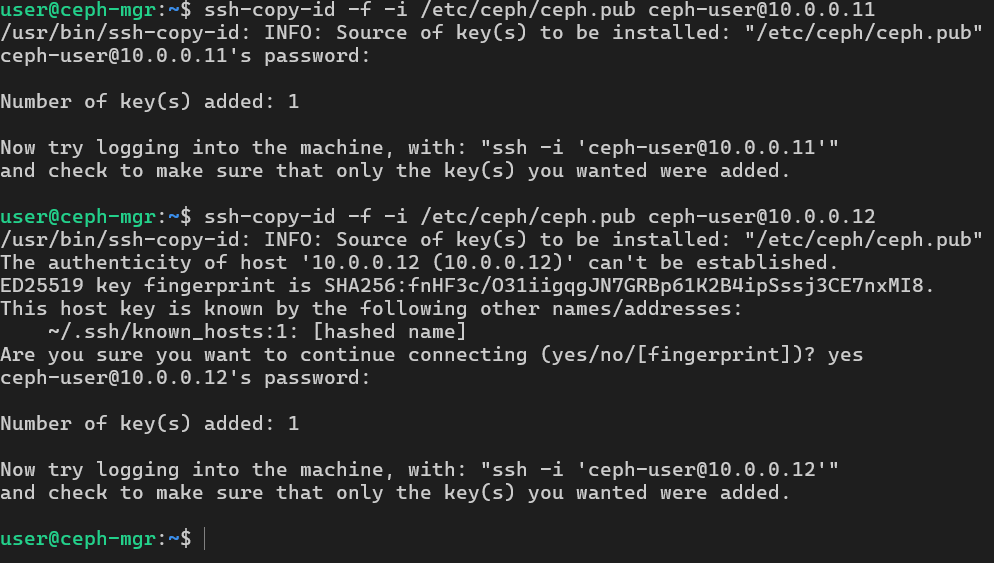 user@ceph-mgr:~$ ssh-copy-id -f -i /etc/ceph/ceph.pub ceph-user@10.0.0.11
/usr/bin/ssh-copy-id: INFO: Source of key(s) to be installed: "/etc/ceph/ceph.pub"
ceph-user@10.0.0.11's password:

Number of key(s) added: 1

Now try logging into the machine, with: "ssh -i 'ceph-user@10.0.0.11'"
and check to make sure that only the key(s) you wanted were added.

user@ceph-mgr:~$ ssh-copy-id -f -i /etc/ceph/ceph.pub ceph-user@10.0.0.12
/usr/bin/ssh-copy-id: INFO: Source of key(s) to be installed: "/etc/ceph/ceph.pub"
The authenticity of host '10.0.0.12 (10.0.0.12)' can't be established.
ED25519 key fingerprint is SHA256:fnHF3c/O31iigqgJN7GRBp61K2B4ipSssj3CE7nxMI8.
This host key is known by the following other names/addresses:
    ~/.ssh/known_hosts:1: [hashed name]
Are you sure you want to continue connecting (yes/no/[fingerprint])? yes
ceph-user@10.0.0.12's password:

Number of key(s) added: 1

Now try logging into the machine, with: "ssh -i 'ceph-user@10.0.0.12'"
and check to make sure that only the key(s) you wanted were added.

user@ceph-mgr:~$